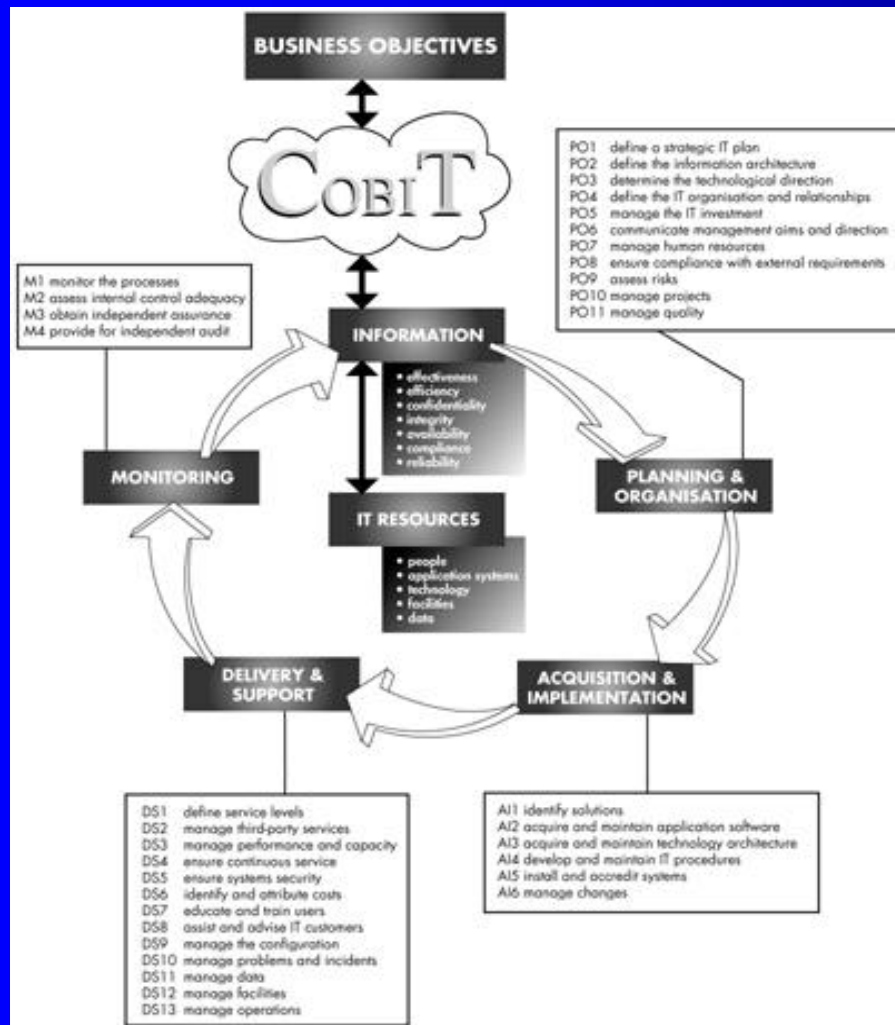 BUSINESS OBJECTIVES
COBIT
PO1 define a strategic IT plan
PO2 define the information architecture
PO3 determine the technological direction
PO4 define the IT organisation and relationships
PO5 manage the IT investment
PO6 communicate management aims and direction
PO7 manage human resources
PO8 ensure compliance with external requirements
PO9 assess risks
PO10 manage projects
PO11 manage quality
M1 monitor the processes
M2 assess internal control adequacy
M3 obtain independent assurance
M4 provide for independent audit
INFORMATION
• effectiveness
• efficiency
• confidentiality
• integrity
• availability
• compliance
• reliability
MONITORING
PLANNING &
ORGANISATION
IT RESOURCES
• people
• application systems
• technology
• facilities
• data
DELIVERY &
SUPPORT
ACQUISITION &
IMPLEMENTATION
DS1 define service levels
DS2 manage third-party services
DS3 manage performance and capacity
DS4 ensure continuous service
DS5 ensure systems security
DS6 identify and attribute costs
DS7 educate and train users
DS8 assist and advise IT customers
DS9 manage the configuration
DS10 manage problems and incidents
DS11 manage data
DS12 manage facilities
DS13 manage operations
AI1 identify solutions
AI2 acquire and maintain application software
AI3 acquire and maintain technology architecture
AI4 develop and maintain IT procedures
AI5 install and accredit systems
AI6 manage changes